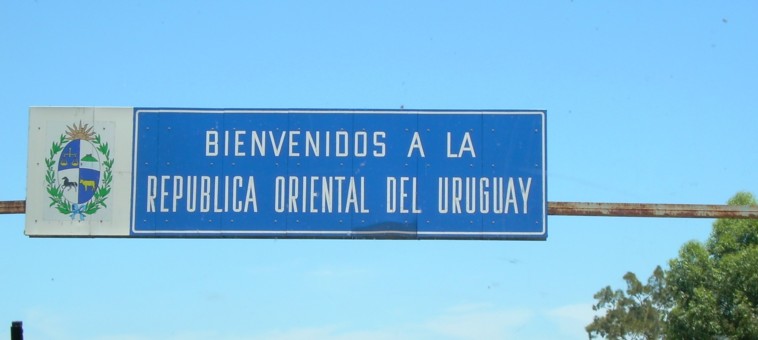 BIENVENIDOS A LA
REPUBLICA ORIENTAL DEL URUGUAY